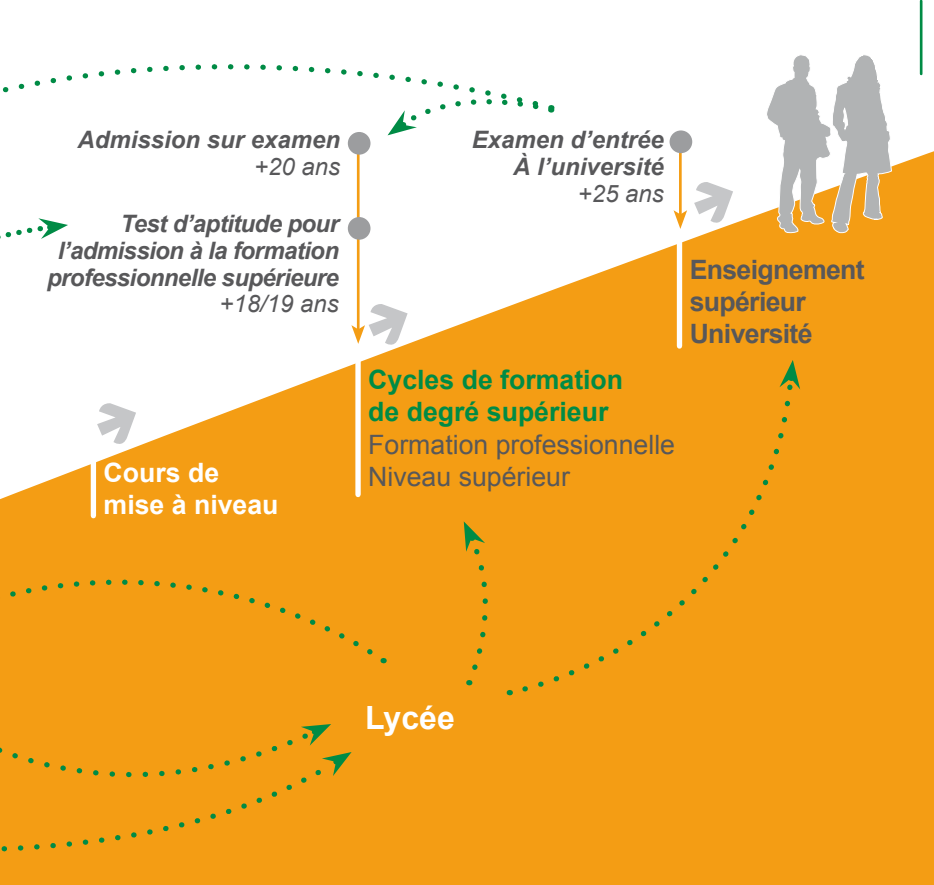 Admission sur examen
+20 ans
Examen d'entrée
À l'université
+25 ans
Test d'aptitude pour
l'admission à la formation
professionnelle supérieure
+18/19 ans
Enseignement
supérieur
Université
Cycles de formation
de degré supérieur
Formation professionnelle
Niveau supérieur
Cours de
mise à niveau
Lycée